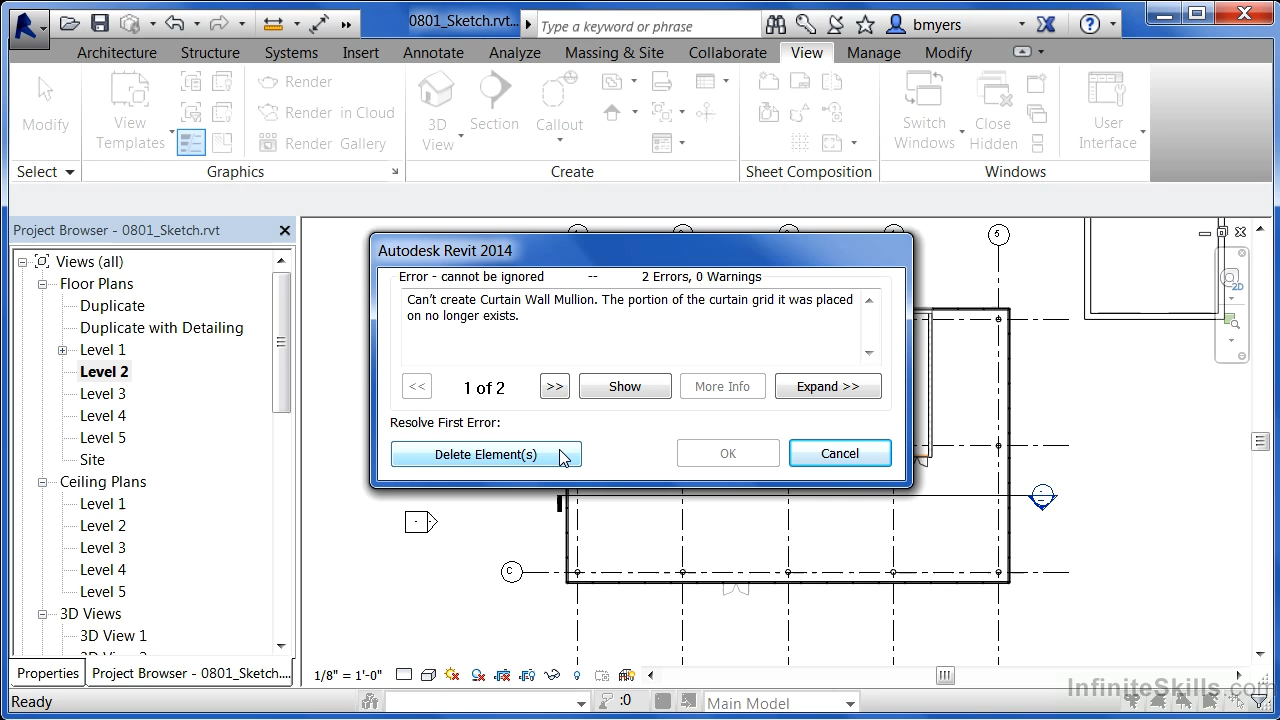 0801_Sketch.rvt...
Type a keyword or phrase
bmyers
Architecture Structure Systems Insert Annotate Analyze Massing & Site Collaborate View Manage Modify
Modify
View
Templates
Render
Render in Cloud
Render Gallery
3D
View
Section
Callout
Switch
Windows
Close
Hidden
User
Interface
Select Graphics Create Sheet Composition Windows
Project Browser - 0801_Sketch.rvt
Views (all)
Floor Plans
Duplicate
Duplicate with Detailing
Level 1
Level 2
Level 3
Level 4
Level 5
Site
Ceiling Plans
Level 1
Level 2
Level 3
Level 4
Level 5
3D Views
3D View 1
Properties Project Browser - 0801_Sketch....
Autodesk Revit 2014
Error - cannot be ignored -- 2 Errors, 0 Warnings
Can't create Curtain Wall Mullion. The portion of the curtain grid it was placed
on no longer exists.
<< 1 of 2 >> Show More Info Expand >>
Resolve First Error:
Delete Element(s) OK Cancel
5
2D
C
1/8" = 1'-0"
Ready
:0
Main Model
InfiniteSkills.com